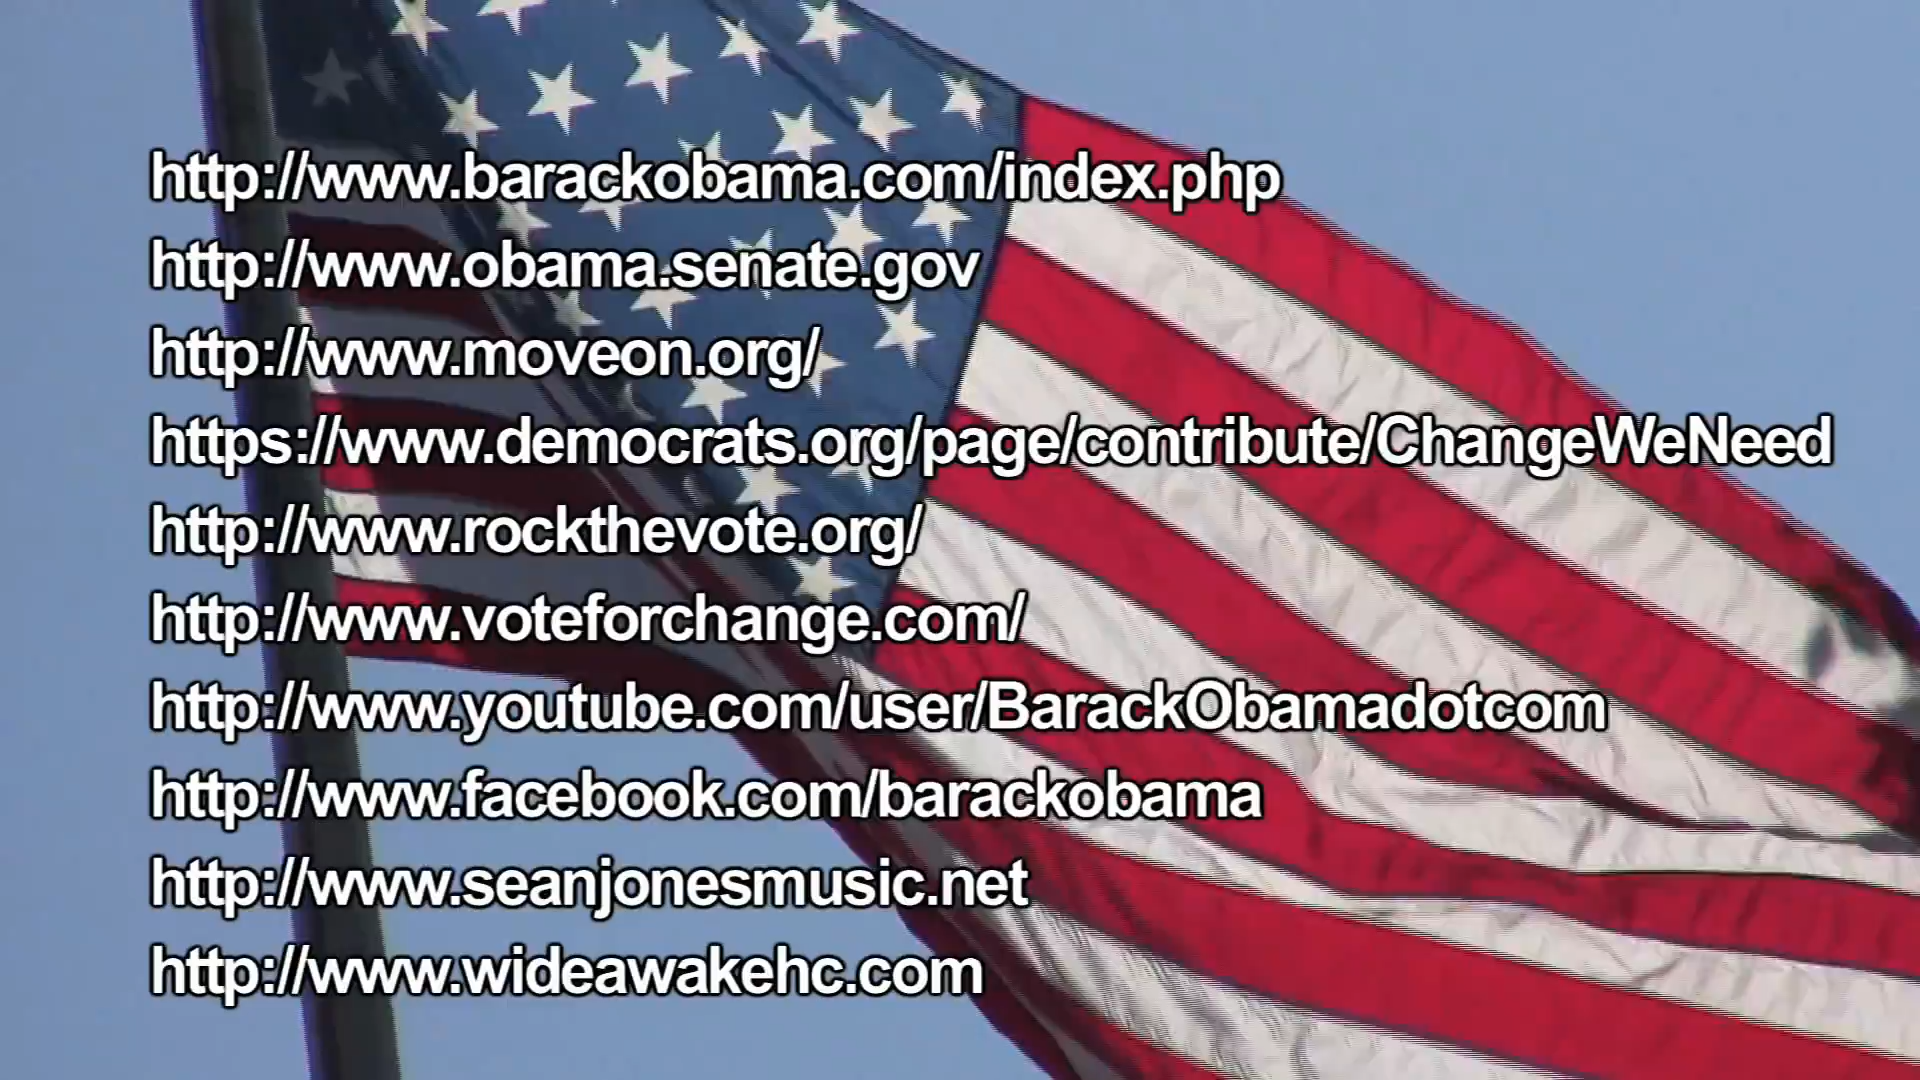 http://www.barackobama.com/index.php
http://www.obama.senate.gov
http://www.moveon.org/
https://www.democrats.org/page/contribute/ChangeWeNeed
http://www.rockthevote.org/
http://www.voteforchange.com/
http://www.youtube.com/user/BarackObamadotcom
http://www.facebook.com/barackobama
http://www.seanjonesmusic.net
http://www.wideawakehc.com